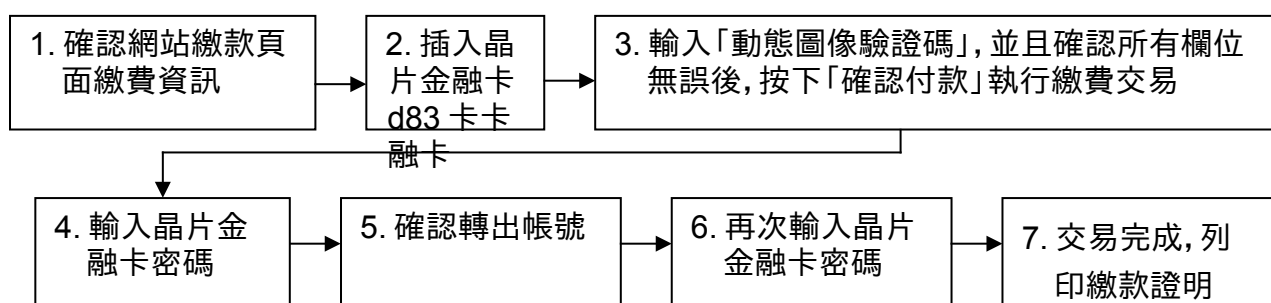 1. 確認網站繳款頁
面繳費資訊
2. 插入晶
片金融卡
d83 卡卡
融卡
3. 輸入「動態圖像驗證碼」，並且確認所有欄位
無誤後，按下「確認付款」執行繳費交易
4. 輸入晶片金
融卡密碼
5. 確認轉出帳號
6. 再次輸入晶片
金融卡密碼
7. 交易完成，列
印繳款證明